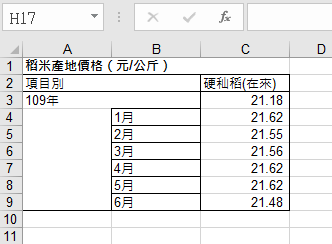 H17
fx
A B C D
1 稻米產地價格（元/公斤）
2 項目別 硬秈稻(在來)
3 109年 21.18
4 1月 21.62
5 2月 21.55
6 3月 21.56
7 4月 21.62
8 5月 21.62
9 6月 21.48
10
11